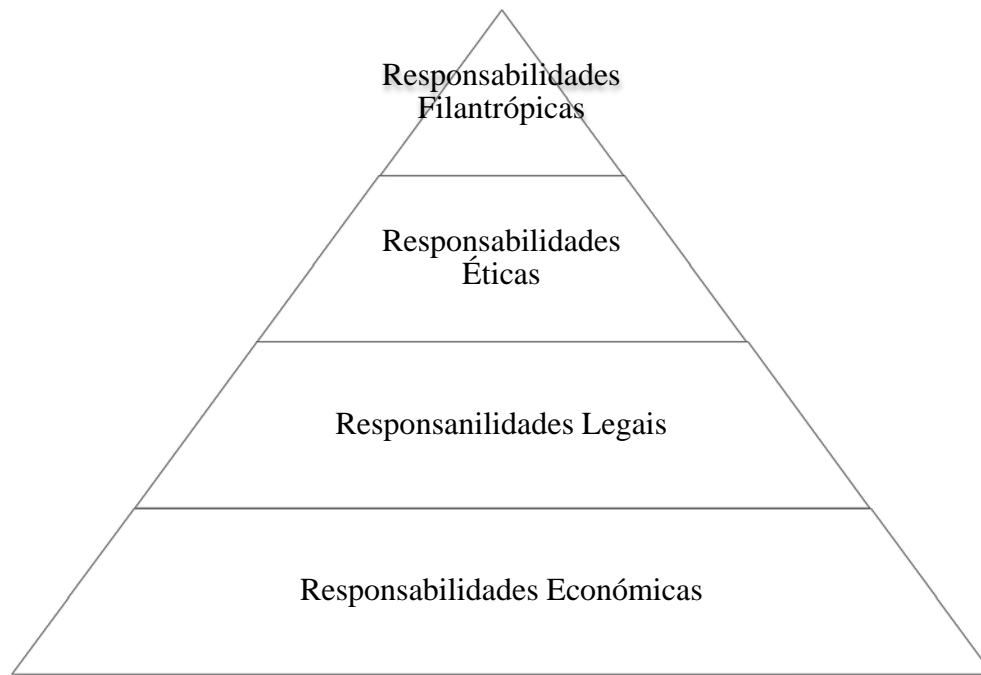 Responsabilidades
Filantrópicas
Responsabilidades
Éticas
Responsanilidades Legais
Responsabilidades Económicas